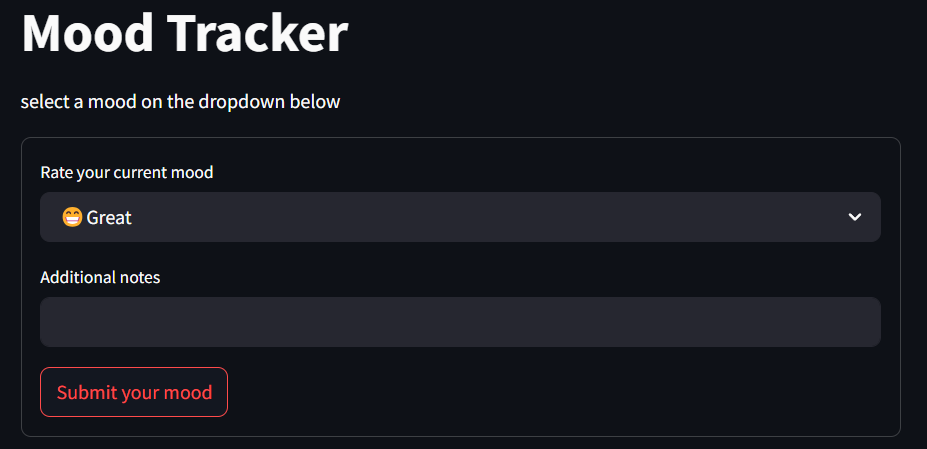 Mood Tracker
select a mood on the dropdown below
Rate your current mood
😁 Great
Additional notes
Submit your mood